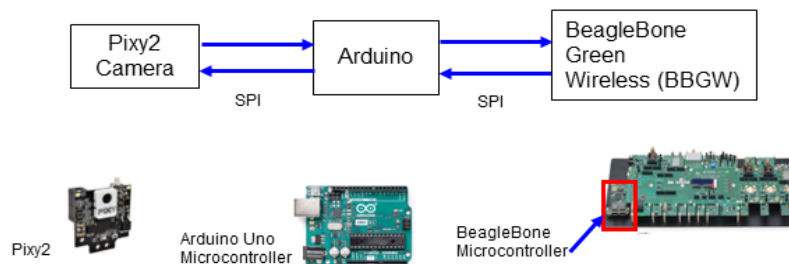 Pixy2
Camera
Arduino
BeagleBone
Green
Wireless (BBGW)
SPI
SPI
Pixy2
Arduino Uno
Microcontroller
BeagleBone
Microcontroller